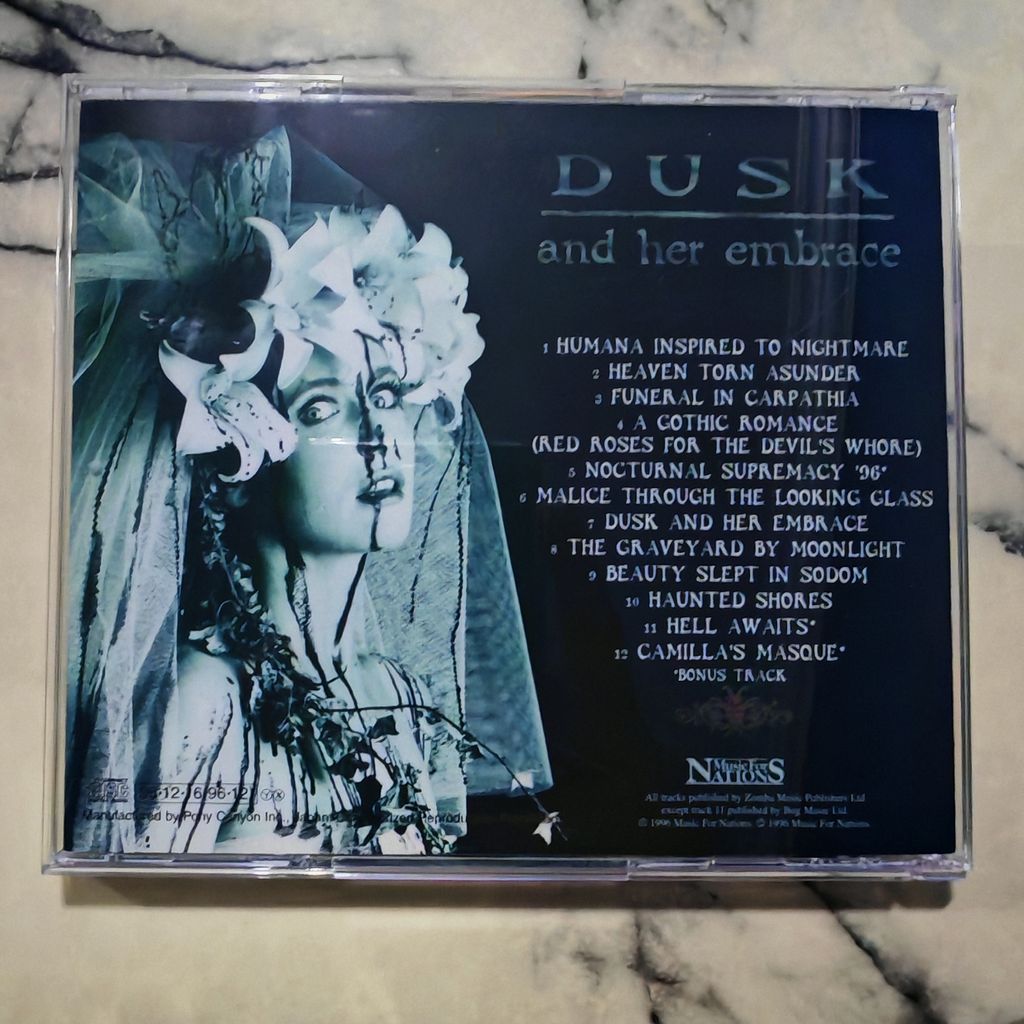 DUSK
and her embrace
1 HUMANA INSPIRED TO NIGHTMARE
2 HEAVEN TORN ASUNDER
3 FUNERAL IN CARPATHIA
4 A GOTHIC ROMANCE
(RED ROSES FOR THE DEVIL'S WHORE)
5 NOCTURNAL SUPREMACY '96*
6 MALICE THROUGH THE LOOKING GLASS
7 DUSK AND HER EMBRACE
8 THE GRAVEYARD BY MOONLIGHT
9 BEAUTY SLEPT IN SODOM
10 HAUNTED SHORES
11 HELL AWAITS*
12 CAMILLA'S MASQUE*
*BONUS TRACK
Music For
NATIONS
All tracks published by Zomba Music Publishers Ltd
except track 11 published by Bug Music Ltd.
© 1996 Music For Nations ℗ 1996 Music For Nations
Manufactured by Pony Canyon Inc.,